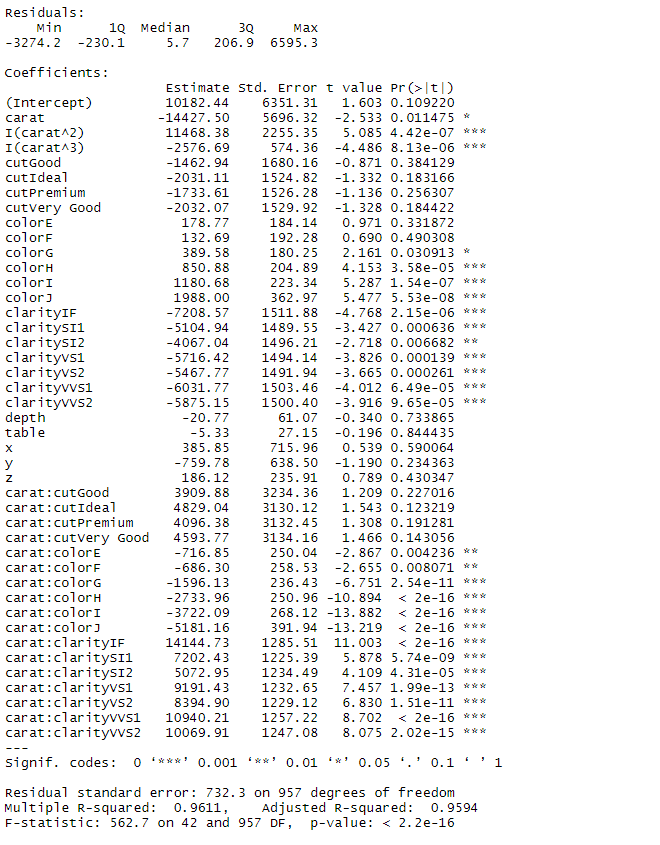 Residuals:
    Min      1Q  Median      3Q     Max
-3274.2  -230.1     5.7   206.9  6595.3
Coefficients:
                     Estimate Std. Error t value Pr(>|t|)
(Intercept)          10182.44    6351.31   1.603 0.109220
carat               -14427.50    5696.32  -2.533 0.011475 *
I(carat^2)           11468.38    2255.35   5.085 4.42e-07 ***
I(carat^3)           -2576.69     574.36  -4.486 8.13e-06 ***
cutGood              -1462.94    1680.16  -0.871 0.384129
cutIdeal             -2031.11    1524.82  -1.332 0.183166
cutPremium           -1733.61    1526.28  -1.136 0.256307
cutVery Good         -2032.07    1529.92  -1.328 0.184422
colorE                 178.77     184.14   0.971 0.331872
colorF                 132.69     192.28   0.690 0.490308
colorG                 389.58     180.25   2.161 0.030913 *
colorH                 850.88     204.89   4.153 3.58e-05 ***
colorI                1180.68     223.34   5.287 1.54e-07 ***
colorJ                1988.00     362.97   5.477 5.53e-08 ***
clarityIF            -7208.57    1511.88  -4.768 2.15e-06 ***
claritySI1           -5104.94    1489.55  -3.427 0.000636 ***
claritySI2           -4067.04    1496.21  -2.718 0.006682 **
clarityVS1           -5716.42    1494.14  -3.826 0.000139 ***
clarityVS2           -5467.77    1491.94  -3.665 0.000261 ***
clarityVVS1          -6031.77    1503.46  -4.012 6.49e-05 ***
clarityVVS2          -5875.15    1500.40  -3.916 9.65e-05 ***
depth                  -20.77      61.07  -0.340 0.733865
table                   -5.33      27.15  -0.196 0.844435
x                      385.85     715.96   0.539 0.590064
y                     -759.78     638.50  -1.190 0.234363
z                      186.12     235.91   0.789 0.430347
carat:cutGood         3909.88    3234.36   1.209 0.227016
carat:cutIdeal        4829.04    3130.12   1.543 0.123219
carat:cutPremium      4096.38    3132.45   1.308 0.191281
carat:cutVery Good    4593.77    3134.16   1.466 0.143056
carat:colorE          -716.85     250.04  -2.867 0.004236 **
carat:colorF          -686.30     258.53  -2.655 0.008071 **
carat:colorG         -1596.13     236.43  -6.751 2.54e-11 ***
carat:colorH         -2733.96     250.96 -10.894  < 2e-16 ***
carat:colorI         -3722.09     268.12 -13.882  < 2e-16 ***
carat:colorJ         -5181.16     391.94 -13.219  < 2e-16 ***
carat:clarityIF      14144.73    1285.51  11.003  < 2e-16 ***
carat:claritySI1      7202.43    1225.39   5.878 5.74e-09 ***
carat:claritySI2      5072.95    1234.49   4.109 4.31e-05 ***
carat:clarityVS1      9191.43    1232.65   7.457 1.99e-13 ***
carat:clarityVS2      8394.90    1229.12   6.830 1.51e-11 ***
carat:clarityVVS1    10940.21    1257.22   8.702  < 2e-16 ***
carat:clarityVVS2    10069.91    1247.08   8.075 2.02e-15 ***
---
Signif. codes:  0 ‘***’ 0.001 ‘**’ 0.01 ‘*’ 0.05 ‘.’ 0.1 ‘ ’ 1
Residual standard error: 732.3 on 957 degrees of freedom
Multiple R-squared:  0.9611,    Adjusted R-squared:  0.9594
F-statistic: 562.7 on 42 and 957 DF,  p-value: < 2.2e-16